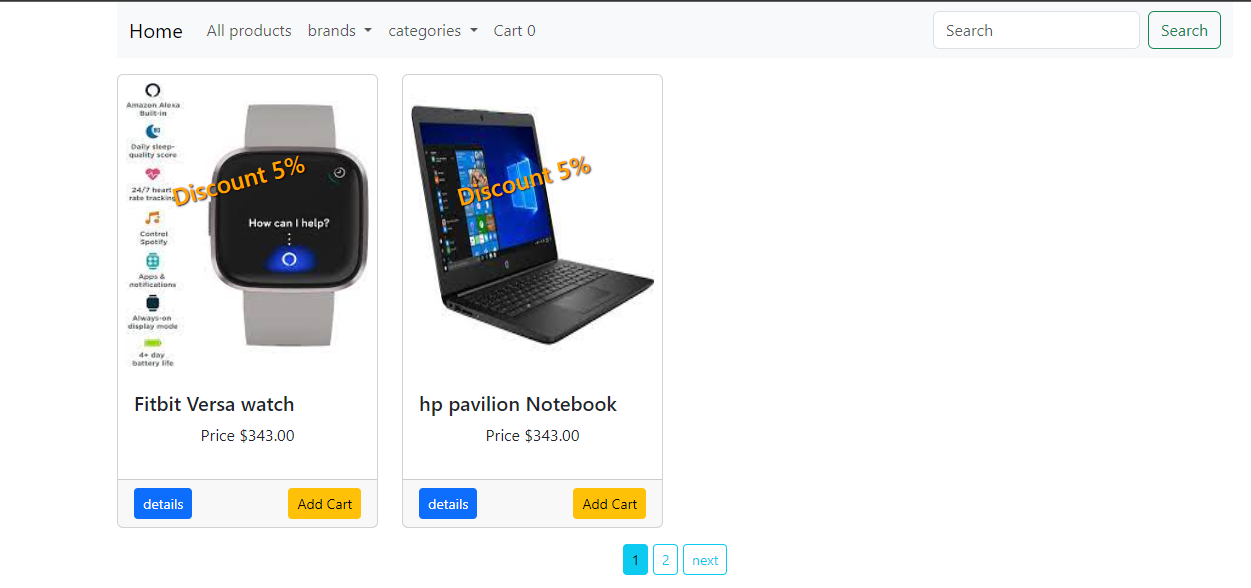 Home All products brands categories Cart 0 Search Search
Amazon Alexa
Built-in
Daily sleep-
quality score
24/7 heart
rate tracking
Control
Spotify
Apps &
notifications
Always-on
display mode
4+ day
battery life
Discount 5%
How can I help?
Fitbit Versa watch
Price $343.00
details Add Cart
Discount 5%
hp pavilion Notebook
Price $343.00
details Add Cart
1 2 next